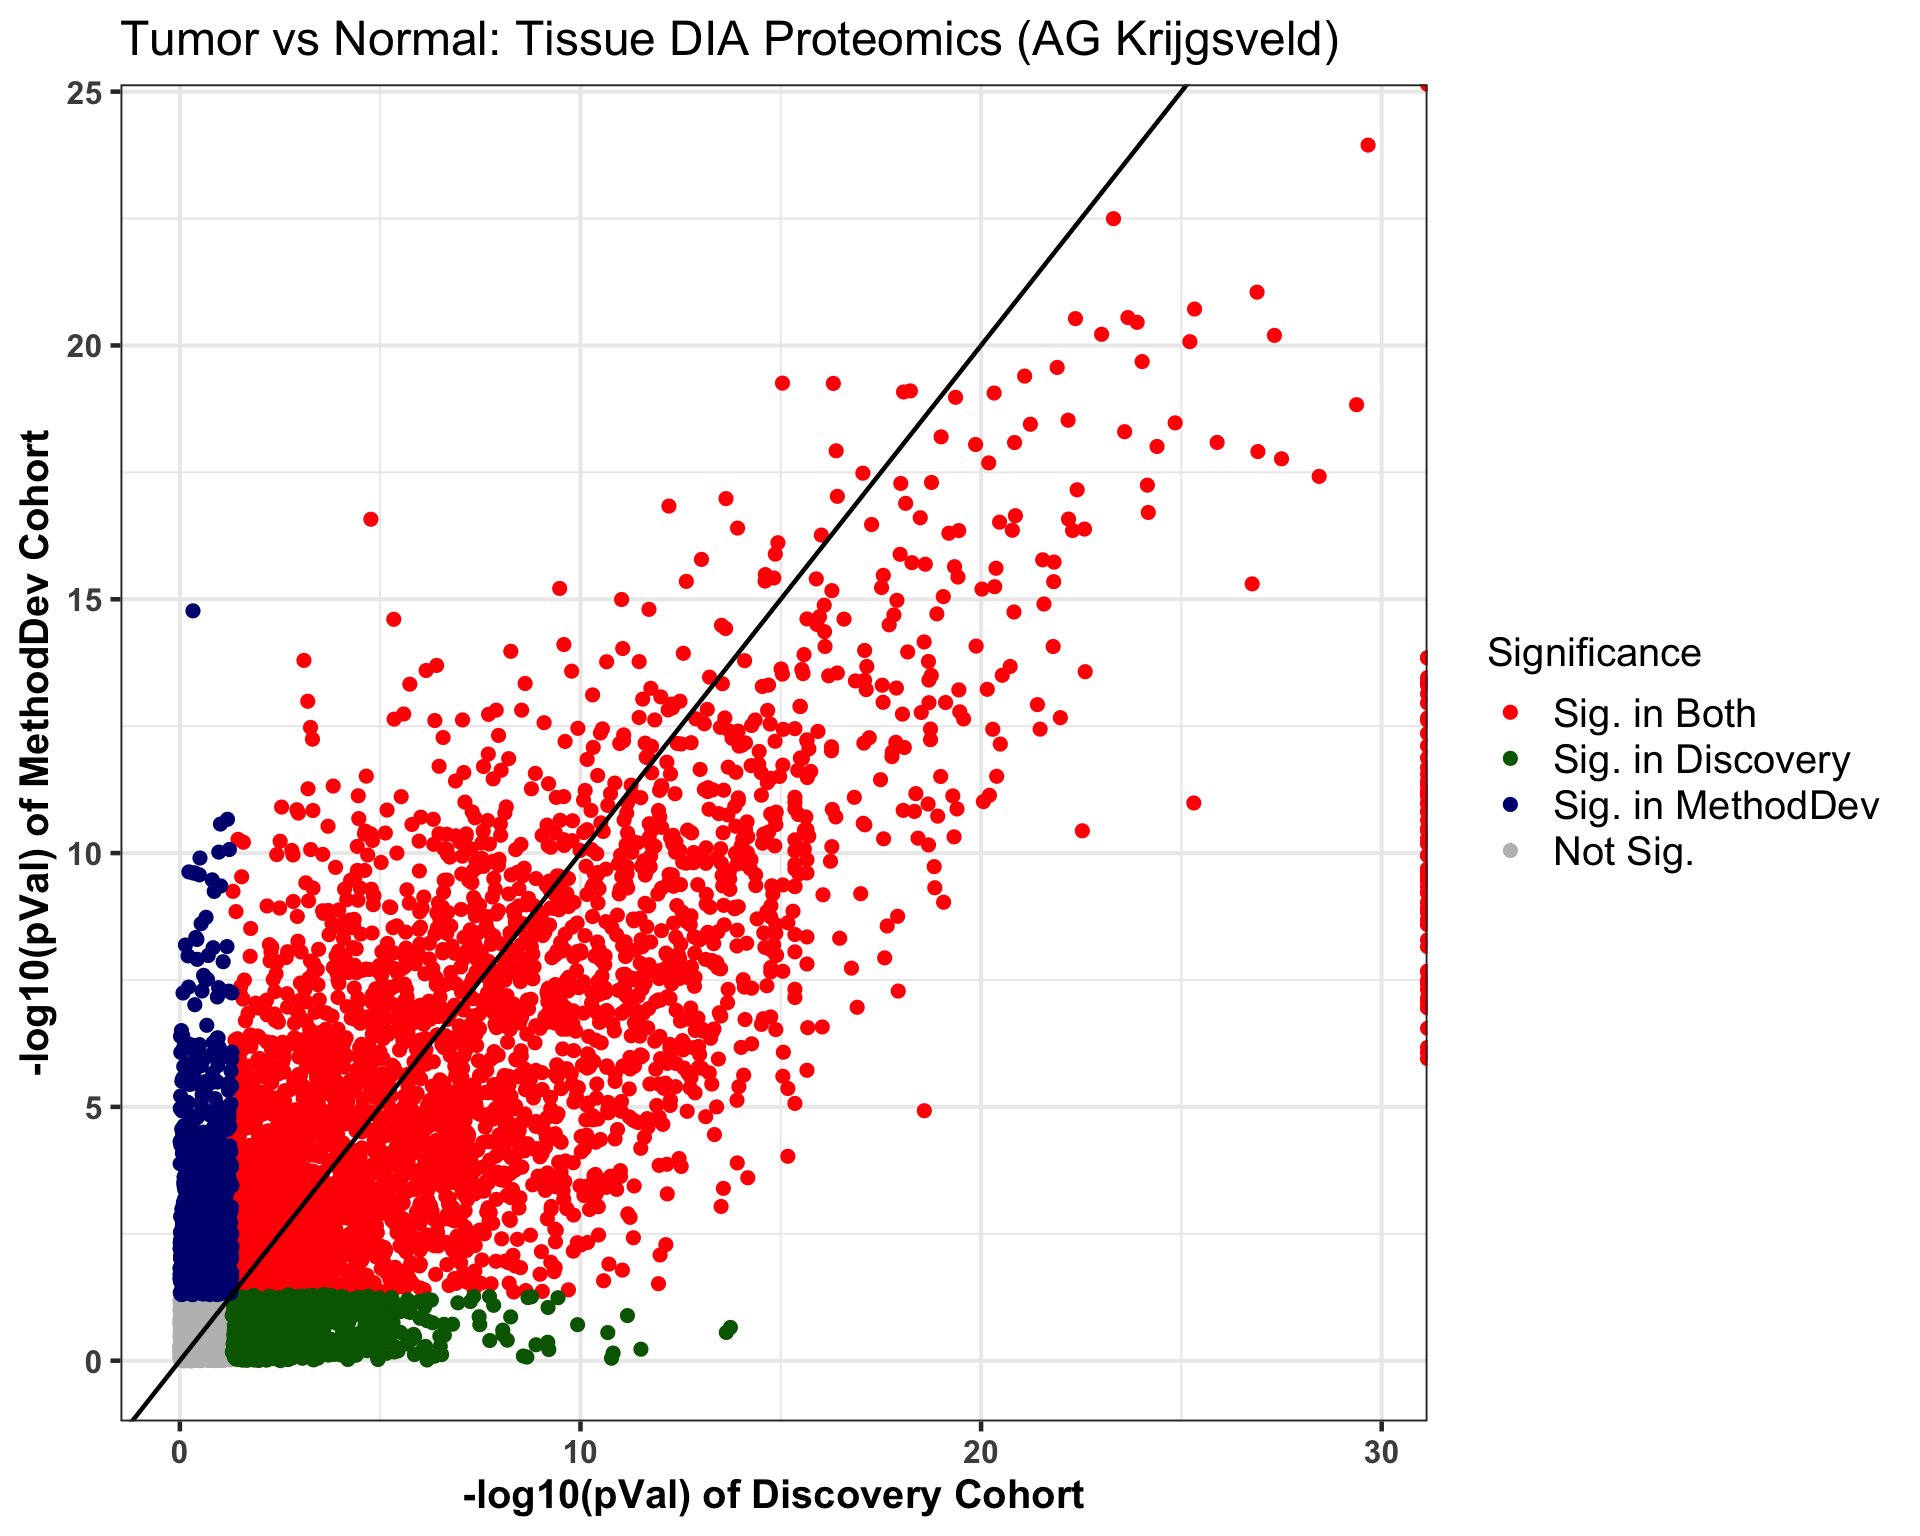 Tumor vs Normal: Tissue DIA Proteomics (AG Krijgsveld)
25
20
15
10
5
0
-log10(pVal) of MethodDev Cohort
0
10
20
30
-log10(pVal) of Discovery Cohort
Significance
Sig. in Both
Sig. in Discovery
Sig. in MethodDev
Not Sig.